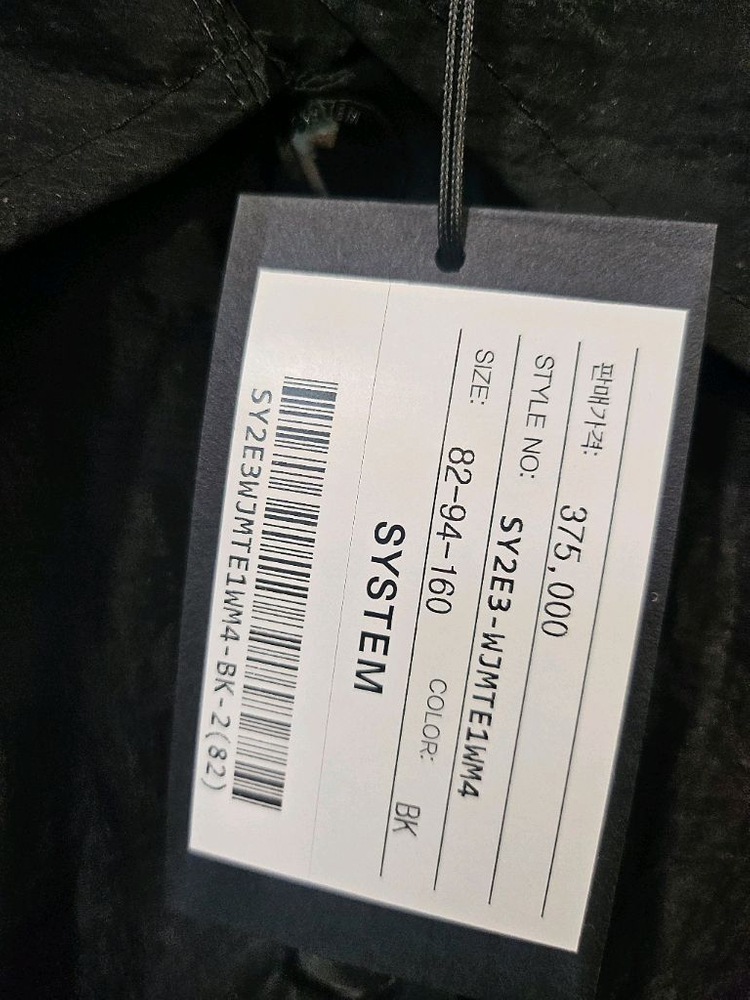 판매가격: 375,000
STYLE NO: SY2E3-WJMTE1WM4
SIZE: 82-94-160 COLOR: BK
SYSTEM
SY2E3WJMTE1WM4-BK-2(82)